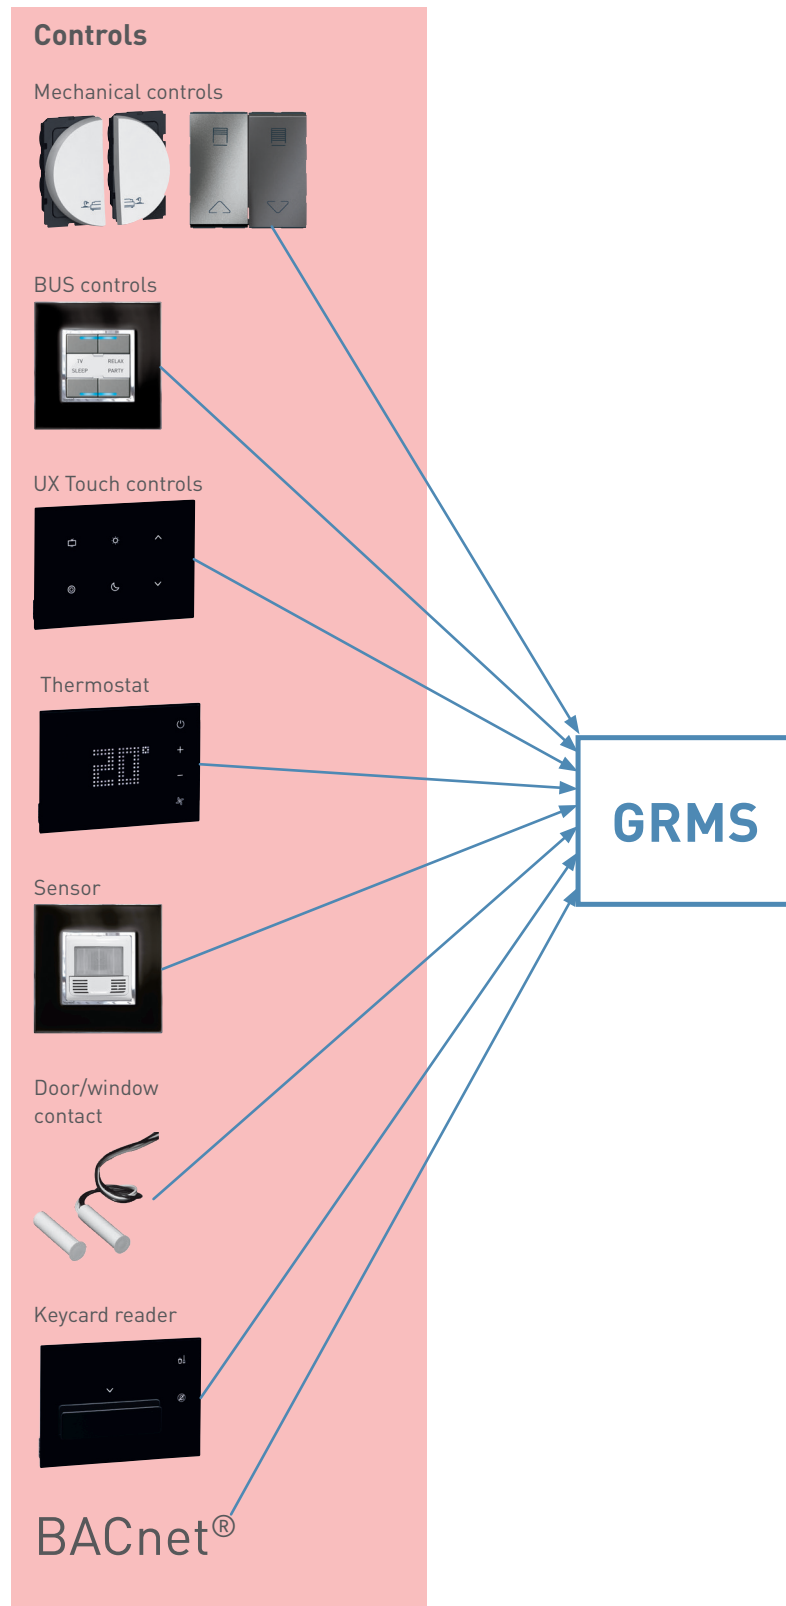 Controls
Mechanical controls
BUS controls
TV RELAX
SLEEP PARTY
UX Touch controls
Thermostat
20°
GRMS
Sensor
Door/window
contact
Keycard reader
BACnet®